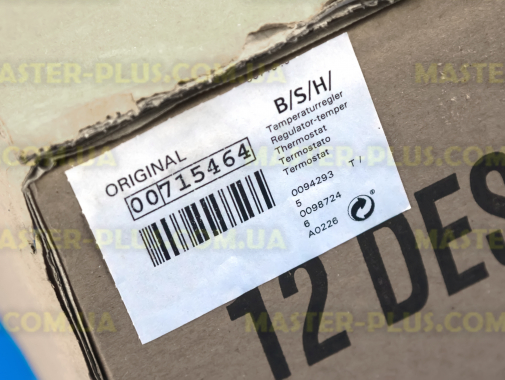 B/S/H/
Temperaturregler
Regulator-temper
Thermostat
Termostato
Termostat
ORIGINAL
00715464
0094293 T /
5
0098724
6
A0226
12 DES
MASTER-PLUS.COM.UA